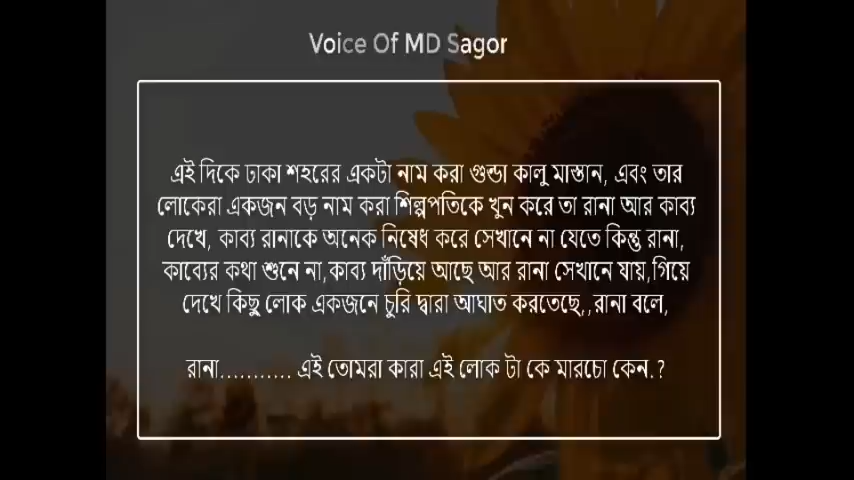 Voice Of MD Sagor
এই দিকে ঢাকা শহরের একটা নাম করা গুন্ডা কালু মাস্তান, এবং তার
লোকেরা একজন বড় নাম করা শিল্পপতিকে খুন করে তা রানা আর কাব্য
দেখে, কাব্য রানাকে অনেক নিষেধ করে সেখানে না যেতে কিন্তু রানা,
কাব্যের কথা শুনে না,কাব্য দাঁড়িয়ে আছে আর রানা সেখানে যায়,গিয়ে
দেখে কিছু লোক একজনে চুরি দ্বারা আঘাত করতেছে,,রানা বলে,
রানা........... এই তোমরা কারা এই লোক টা কে মারচো কেন.?